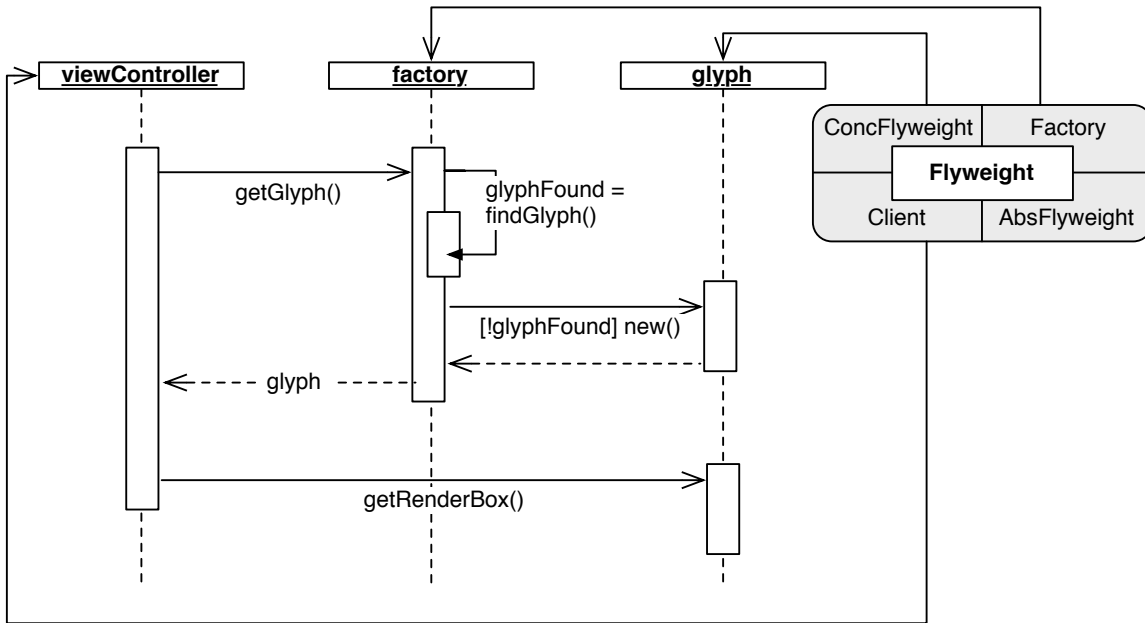 viewController
factory
glyph
ConcFlyweight
Factory
Flyweight
Client
AbsFlyweight
getGlyph()
glyphFound =
findGlyph()
[!glyphFound] new()
glyph
getRenderBox()